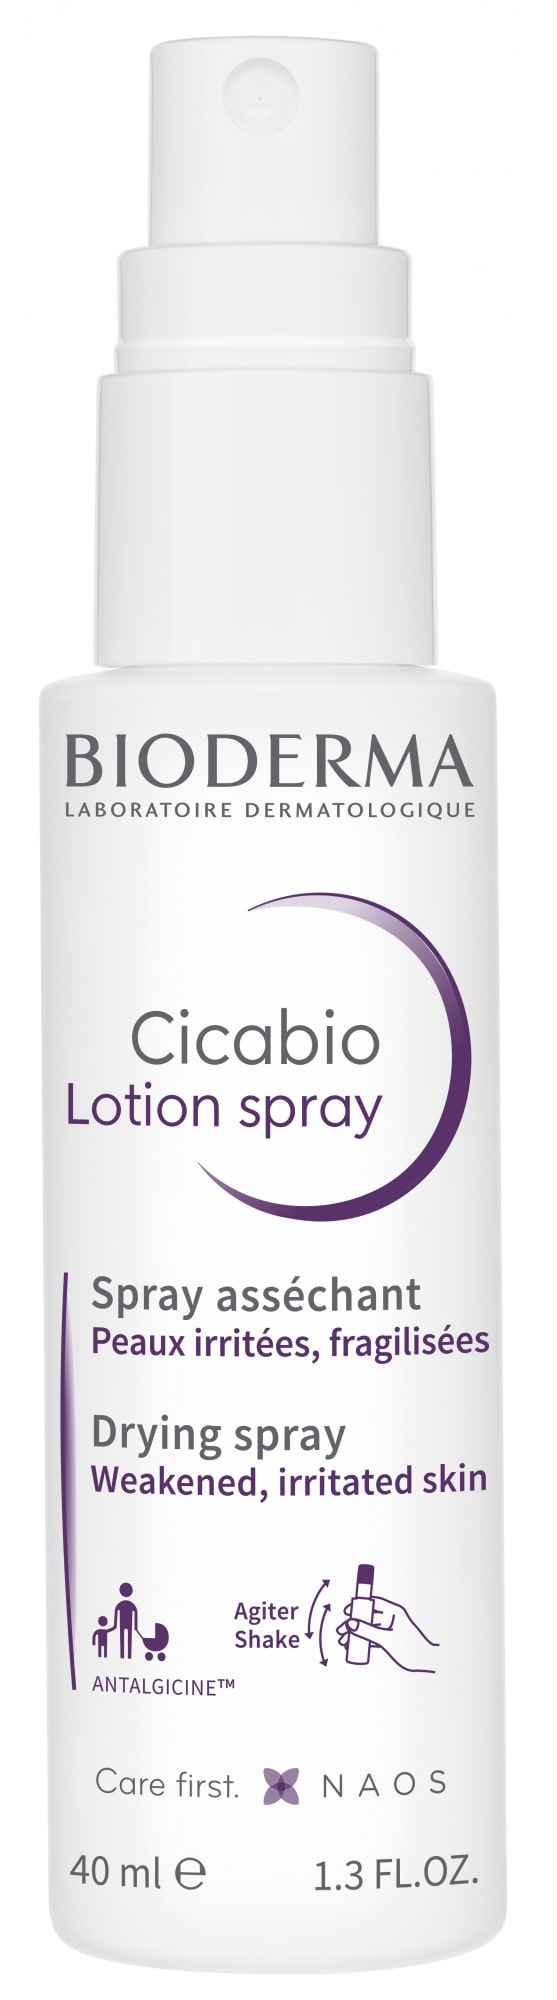 BIODERMA
LABORATOIRE DERMATOLOGIQUE
Cicabio
Lotion spray
Spray asséchant
Peaux irritées, fragilisées
Drying spray
Weakened, irritated skin
Agiter
Shake
ANTALGICINE™
Care first. NAOS
40 ml ℮ 1.3 FL.OZ.